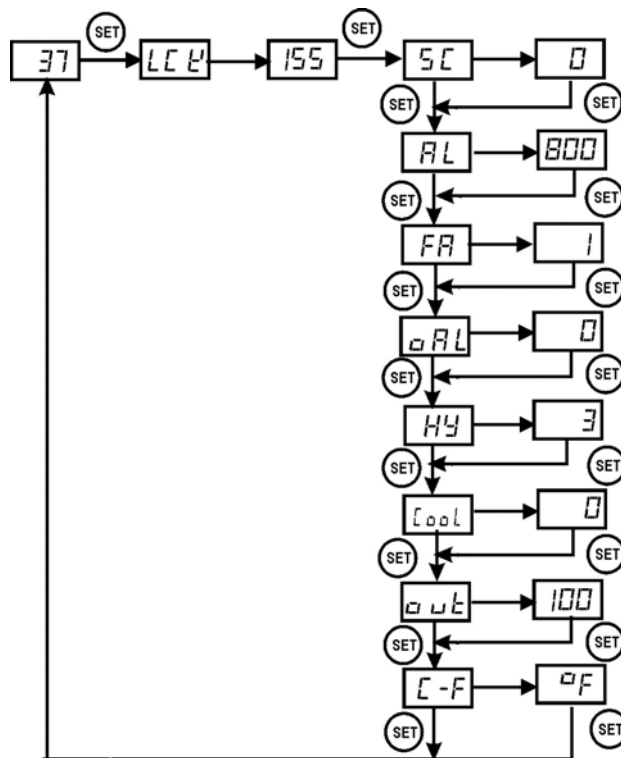 SET SET
37 LCK 155 SC 0
SET SET
AL 800
SET SET
FA 1
SET SET
oAL 0
SET SET
HY 3
SET SET
Cool 0
SET SET
out 100
SET SET
C-F °F
SET SET